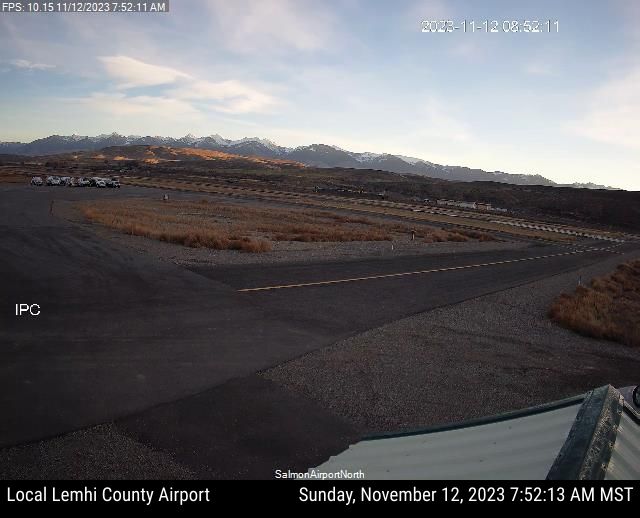 FPS: 10.15 11/12/2023 7:52:11 AM
2023-11-12 08:52:11
IPC
SalmonAirportNorth
Local Lemhi County Airport Sunday, November 12, 2023 7:52:13 AM MST